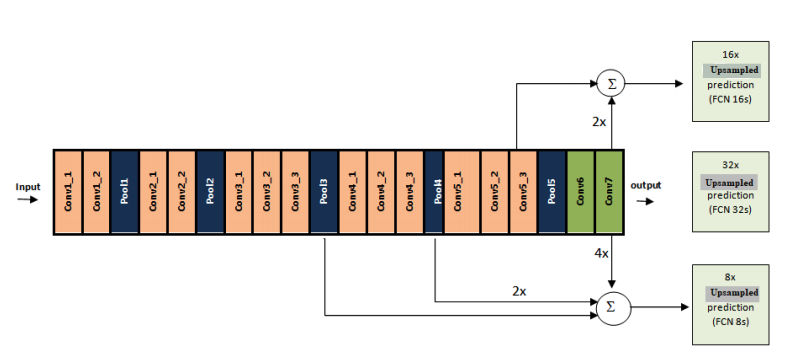 16x
Upsampled
prediction
(FCN 16s)
Σ
2x
Input
Conv1_1
Conv1_2
Pool1
Conv2_1
Conv2_2
Pool2
Conv3_1
Conv3_2
Conv3_3
Pool3
Conv4_1
Conv4_2
Conv4_3
Pool4
Conv5_1
Conv5_2
Conv5_3
Pool5
Conv6
Conv7
output
32x
Upsampled
prediction
(FCN 32s)
4x
2x
Σ
8x
Upsampled
prediction
(FCN 8s)